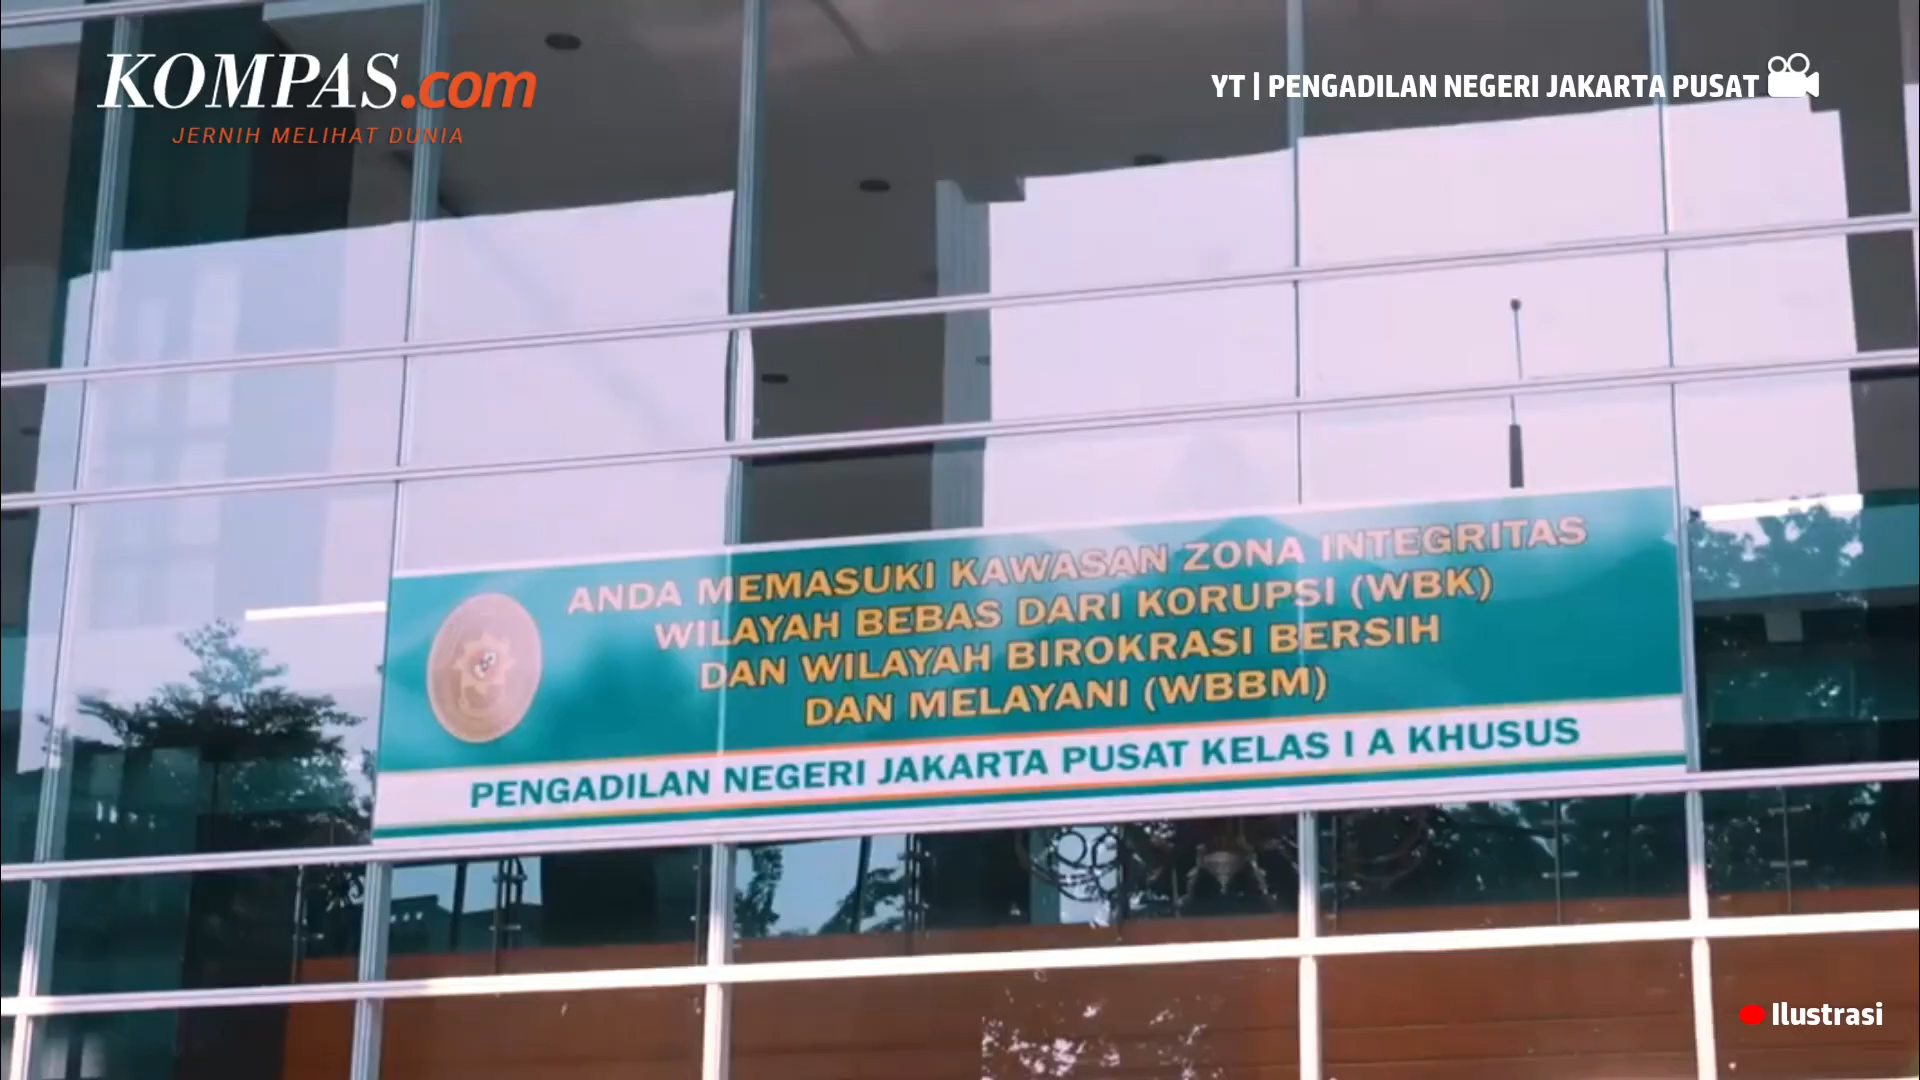 KOMPAS.com
JERNIH MELIHAT DUNIA
YT | PENGADILAN NEGERI JAKARTA PUSAT
ANDA MEMASUKI KAWASAN ZONA INTEGRITAS
WILAYAH BEBAS DARI KORUPSI (WBK)
DAN WILAYAH BIROKRASI BERSIH
DAN MELAYANI (WBBM)
PENGADILAN NEGERI JAKARTA PUSAT KELAS I A KHUSUS
Ilustrasi